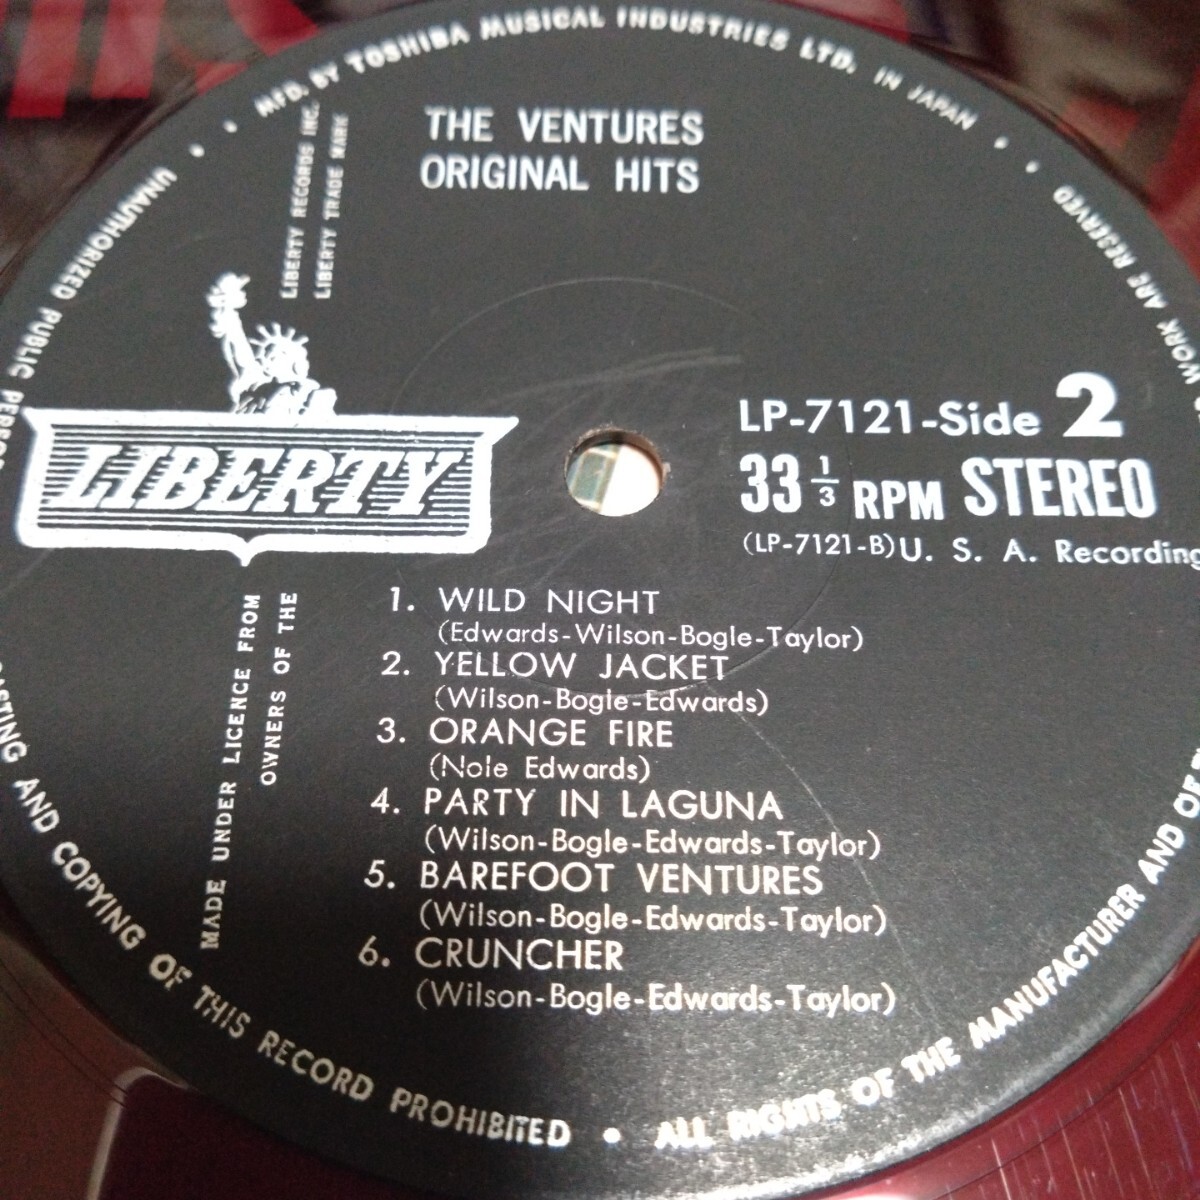 MFD. BY TOSHIBA MUSICAL INDUSTRIES LTD. IN JAPAN
WORK ARE RESERVED
UNAUTHORIZED PUBLIC
LIBERTY RECORDS INC.
LIBERTY TRADE MARK
THE VENTURES
ORIGINAL HITS
LIBERTY
LP-7121-Side 2
33 1/3 RPM STEREO
(LP-7121-B) U. S. A. Recording
MADE UNDER LICENCE FROM
OWNERS OF THE
1. WILD NIGHT
(Edwards-Wilson-Bogle-Taylor)
2. YELLOW JACKET
(Wilson-Bogle-Edwards)
3. ORANGE FIRE
(Nole Edwards)
4. PARTY IN LAGUNA
(Wilson-Bogle-Edwards-Taylor)
5. BAREFOOT VENTURES
(Wilson-Bogle-Edwards-Taylor)
6. CRUNCHER
(Wilson-Bogle-Edwards-Taylor)
AND COPYING OF THIS RECORD PROHIBITED • ALL RIGHTS OF THE MANUFACTURER AND OF